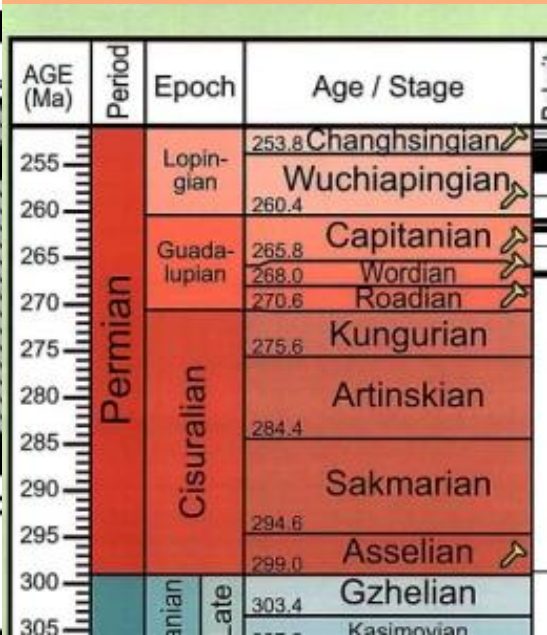 AGE
(Ma)
Period
Epoch
Age / Stage
255
260
265
270
275
280
285
290
295
300
305
Permian
Lopin-
gian
Guada-
lupian
Cisuralian
253.8 Changhsingian
Wuchiapingian
260.4
Capitanian
265.8
268.0 Wordian
270.6 Roadian
Kungurian
275.6
Artinskian
284.4
Sakmarian
294.6
Asselian
299.0
Late
Gzhelian
303.4
Kasimovian